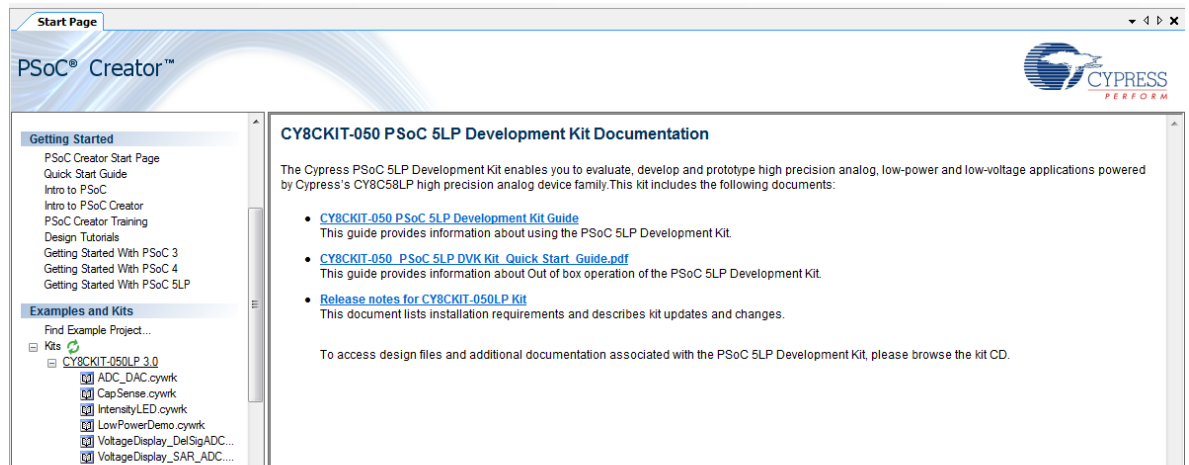 Start Page
PSoC® Creator™
CYPRESS
PERFORM
Getting Started
PSoC Creator Start Page
Quick Start Guide
Intro to PSoC
Intro to PSoC Creator
PSoC Creator Training
Design Tutorials
Getting Started With PSoC 3
Getting Started With PSoC 4
Getting Started With PSoC 5LP
Examples and Kits
Find Example Project...
Kits
CY8CKIT-050LP 3.0
ADC_DAC.cywrk
CapSense.cywrk
IntensityLED.cywrk
LowPowerDemo.cywrk
VoltageDisplay_DelSigADC...
VoltageDisplay_SAR_ADC....
CY8CKIT-050 PSoC 5LP Development Kit Documentation
The Cypress PSoC 5LP Development Kit enables you to evaluate, develop and prototype high precision analog, low-power and low-voltage applications powered
by Cypress's CY8C58LP high precision analog device family.This kit includes the following documents:
• CY8CKIT-050 PSoC 5LP Development Kit Guide
This guide provides information about using the PSoC 5LP Development Kit.
• CY8CKIT-050_PSoC 5LP DVK Kit_Quick Start_Guide.pdf
This guide provides information about Out of box operation of the PSoC 5LP Development Kit.
• Release notes for CY8CKIT-050LP Kit
This document lists installation requirements and describes kit updates and changes.
To access design files and additional documentation associated with the PSoC 5LP Development Kit, please browse the kit CD.